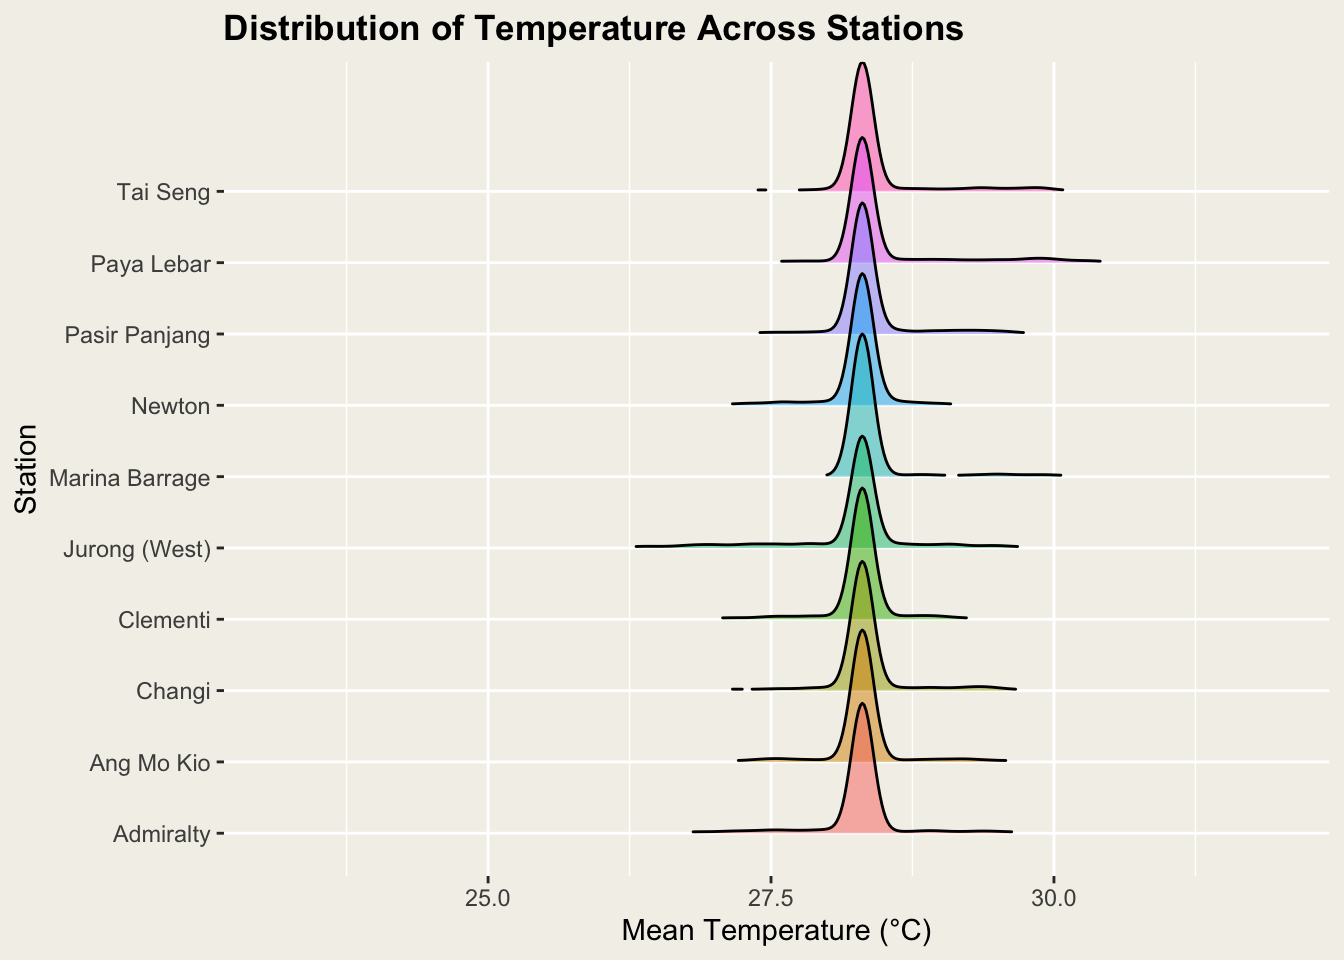 Distribution of Temperature Across Stations
Station
Tai Seng
Paya Lebar
Pasir Panjang
Newton
Marina Barrage
Jurong (West)
Clementi
Changi
Ang Mo Kio
Admiralty
25.0 27.5 30.0
Mean Temperature (°C)